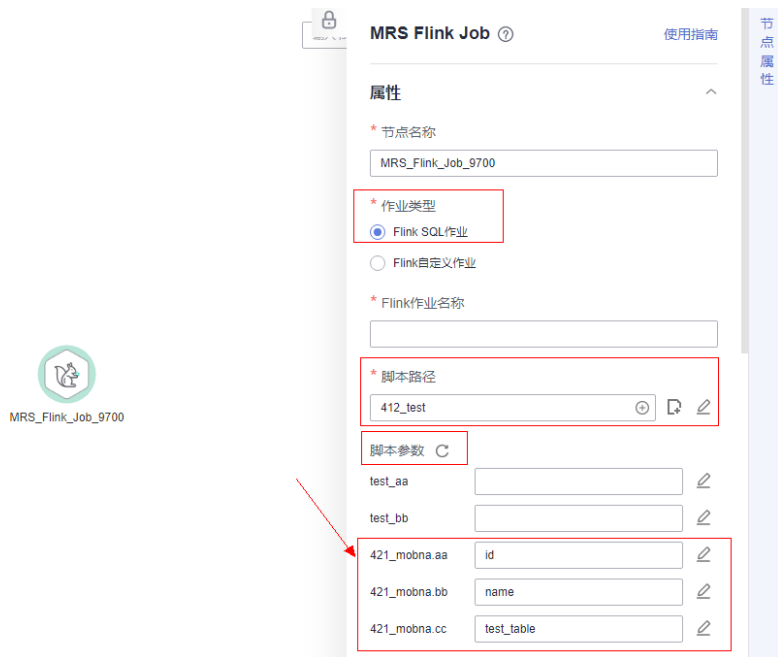 MRS Flink Job
使用指南
节点属性
属性
* 节点名称
MRS_Flink_Job_9700
* 作业类型
Flink SQL作业
Flink自定义作业
* Flink作业名称
* 脚本路径
412_test
脚本参数
test_aa
test_bb
421_mobna.aa id
421_mobna.bb name
421_mobna.cc test_table
MRS_Flink_Job_9700